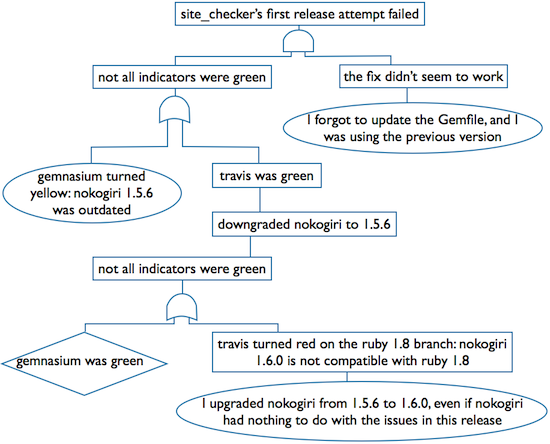 site_checker's first release attempt failed
not all indicators were green
the fix didn't seem to work
I forgot to update the Gemfile, and I
was using the previous version
gemnasium turned
yellow: nokogiri 1.5.6
was outdated
travis was green
downgraded nokogiri to 1.5.6
not all indicators were green
gemnasium was green
travis turned red on the ruby 1.8 branch: nokogiri
1.6.0 is not compatible with ruby 1.8
I upgraded nokogiri from 1.5.6 to 1.6.0, even if nokogiri
had nothing to do with the issues in this release